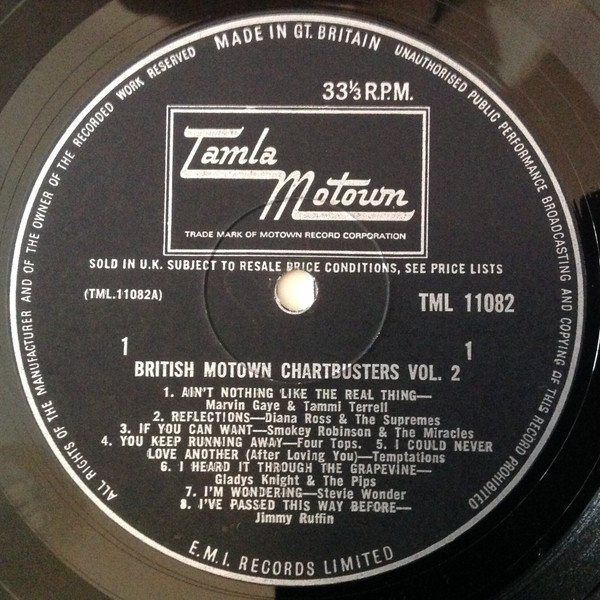 MADE IN GT. BRITAIN
UNAUTHORISED PUBLIC PERFORMANCE BROADCASTING AND COPYING OF THIS RECORD PROHIBITED
ALL RIGHTS OF THE MANUFACTURER AND OF THE OWNER OF THE RECORDED WORK RESERVED
33⅓ R.P.M.
Tamla
Motown
TRADE MARK OF MOTOWN RECORD CORPORATION
SOLD IN U.K. SUBJECT TO RESALE PRICE CONDITIONS, SEE PRICE LISTS
(TML.11082A)
TML 11082
1 1
BRITISH MOTOWN CHARTBUSTERS VOL. 2
1. AIN'T NOTHING LIKE THE REAL THING—
Marvin Gaye & Tammi Terrell
2. REFLECTIONS—Diana Ross & The Supremes
3. IF YOU CAN WANT—Smokey Robinson & The Miracles
4. YOU KEEP RUNNING AWAY—Four Tops. 5. I COULD NEVER
LOVE ANOTHER (After Loving You)—Temptations
6. I HEARD IT THROUGH THE GRAPEVINE—
Gladys Knight & The Pips
7. I'M WONDERING—Stevie Wonder
8. I'VE PASSED THIS WAY BEFORE—
Jimmy Ruffin
E.M.I. RECORDS LIMITED